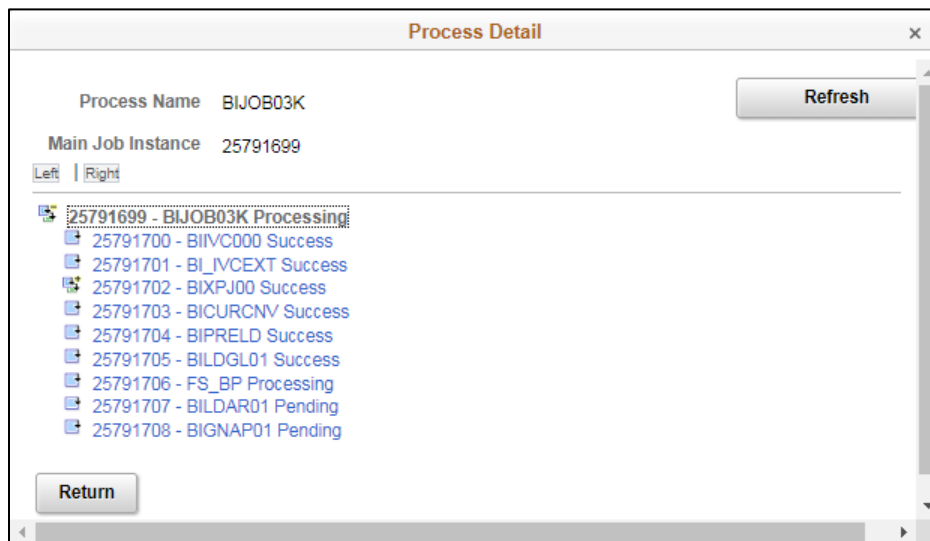 Process Detail ×
Process Name BIJOB03K Refresh
Main Job Instance 25791699
Left | Right
25791699 - BIJOB03K Processing
25791700 - BIIVC000 Success
25791701 - BI_IVCEXT Success
25791702 - BIXPJ00 Success
25791703 - BICURCNV Success
25791704 - BIPRELD Success
25791705 - BILDGL01 Success
25791706 - FS_BP Processing
25791707 - BILDAR01 Pending
25791708 - BIGNAP01 Pending
Return